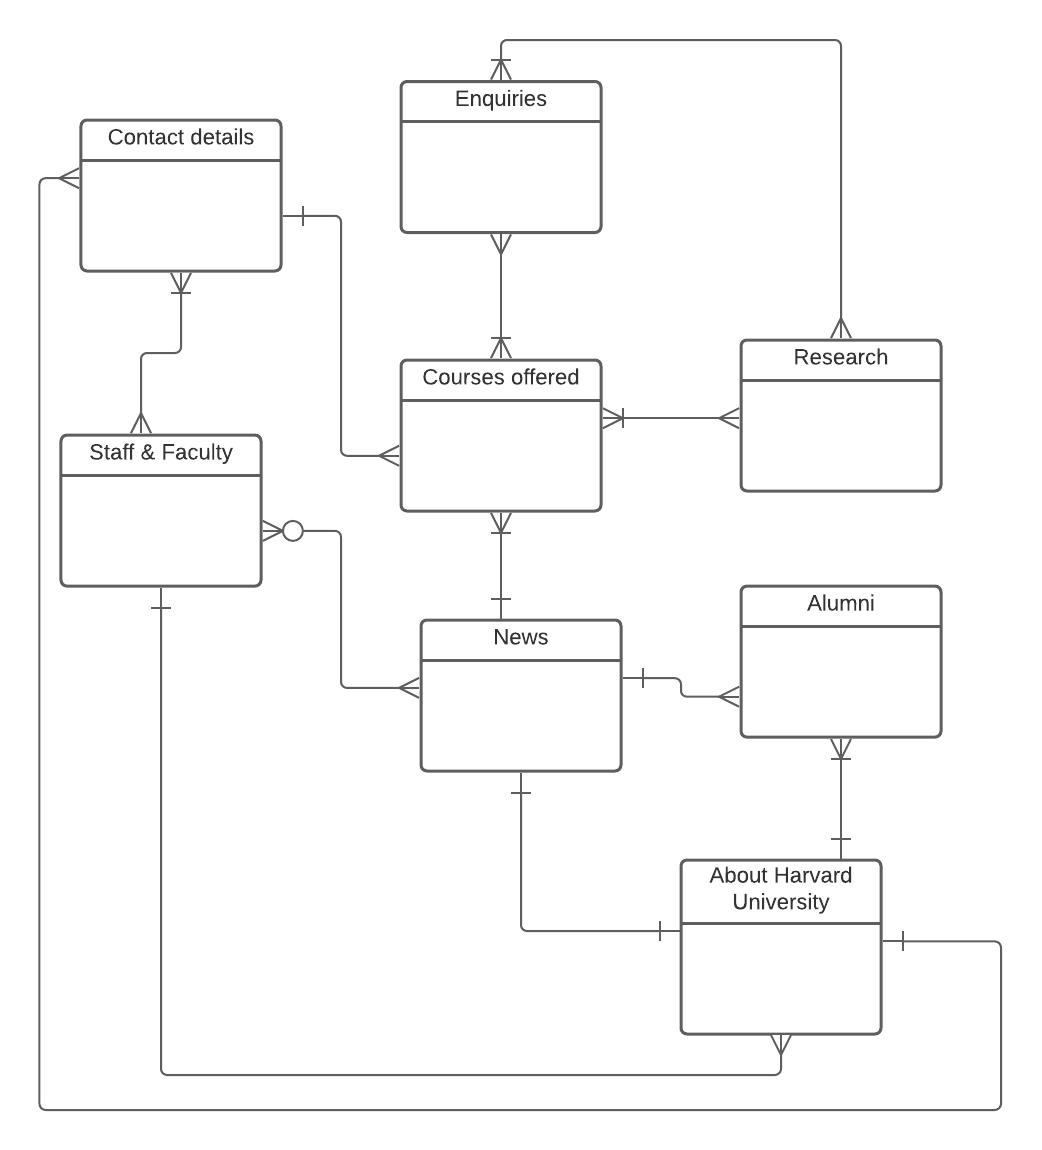 Enquiries
Contact details
Research
Courses offered
Staff & Faculty
Alumni
News
About Harvard
University